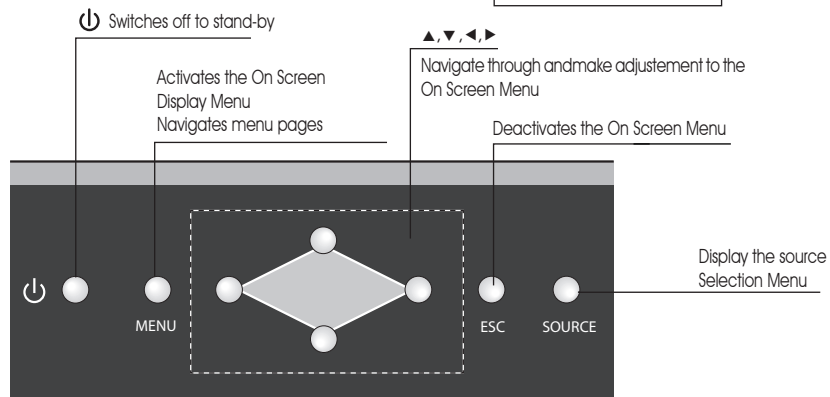 ⏻ Switches off to stand-by
▲,▼,◀,▶
Navigate through andmake adjustement to the
On Screen Menu
Activates the On Screen
Display Menu
Navigates menu pages
Deactivates the On Screen Menu
Display the source
Selection Menu
⏻
MENU
ESC
SOURCE